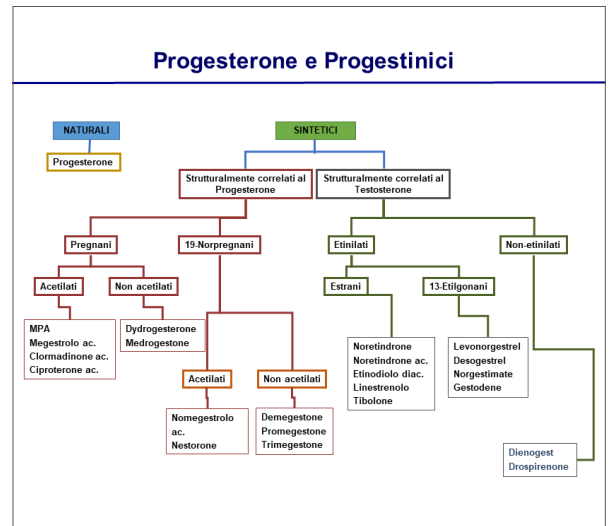 Progesterone e Progestinici
NATURALI
SINTETICI
Progesterone
Strutturalmente correlati al
Progesterone
Strutturalmente correlati al
Testosterone
Pregnani
19-Norpregnani
Etinilati
Non-etinilati
Acetilati
Non acetilati
Estrani
13-Etilgonani
MPA
Megestrolo ac.
Clormadinone ac.
Ciproterone ac.
Dydrogesterone
Medrogestone
Noretindrone
Noretindrone ac.
Etinodiolo diac.
Linestrenolo
Tibolone
Levonorgestrel
Desogestrel
Norgestimate
Gestodene
Acetilati
Non acetilati
Nomegestrolo
ac.
Nestorone
Demegestone
Promegestone
Trimegestone
Dienogest
Drospirenone